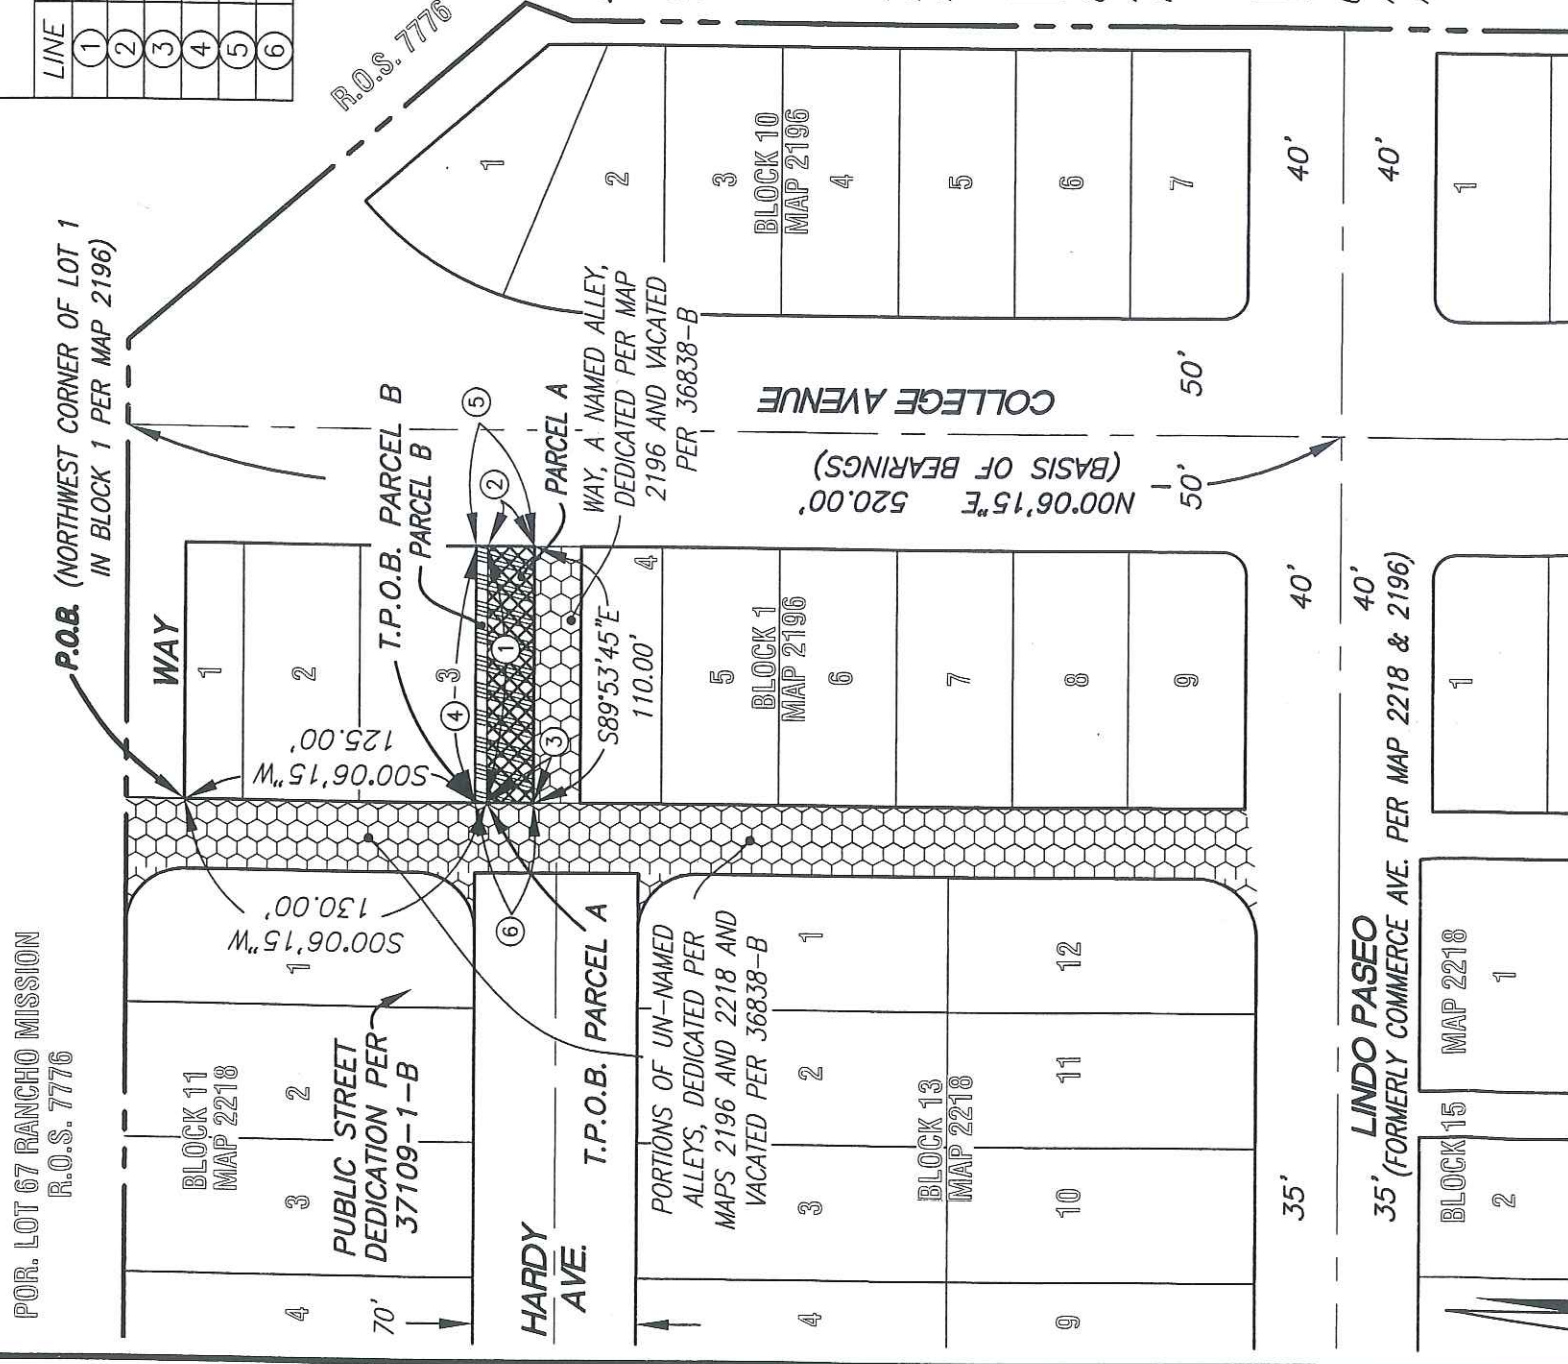 LINE
1
2
3
4
5
6
R.O.S. 7776
POR. LOT 67 RANCHO MISSION
R.O.S. 7776
P.O.B. (NORTHWEST CORNER OF LOT 1
IN BLOCK 1 PER MAP 2196)
WAY
1
2
3
4
5
6
7
8
9
BLOCK 1
MAP 2196
1
2
3
4
5
6
7
BLOCK 10
MAP 2196
T.P.O.B. PARCEL B
PARCEL B
PARCEL A
5
2
1
4
3
6
WAY, A NAMED ALLEY,
DEDICATED PER MAP
2196 AND VACATED
PER 36838-B
COLLEGE AVENUE
N00°06'15"E 520.00'
(BASIS OF BEARINGS)
50'
50'
S00°06'15"W
125.00'
S00°06'15"W
130.00'
S89°53'45"E
110.00'
T.P.O.B. PARCEL A
BLOCK 11
MAP 2218
1
2
3
4
PUBLIC STREET
DEDICATION PER
37109-1-B
70'
HARDY
AVE.
PORTIONS OF UN-NAMED
ALLEYS, DEDICATED PER
MAPS 2196 AND 2218 AND
VACATED PER 36838-B
1
2
3
4
12
11
10
9
BLOCK 13
MAP 2218
40'
40'
40'
40'
35'
35'
LINDO PASEO
(FORMERLY COMMERCE AVE. PER MAP 2218 & 2196)
1
1
BLOCK 15 MAP 2218
2
1